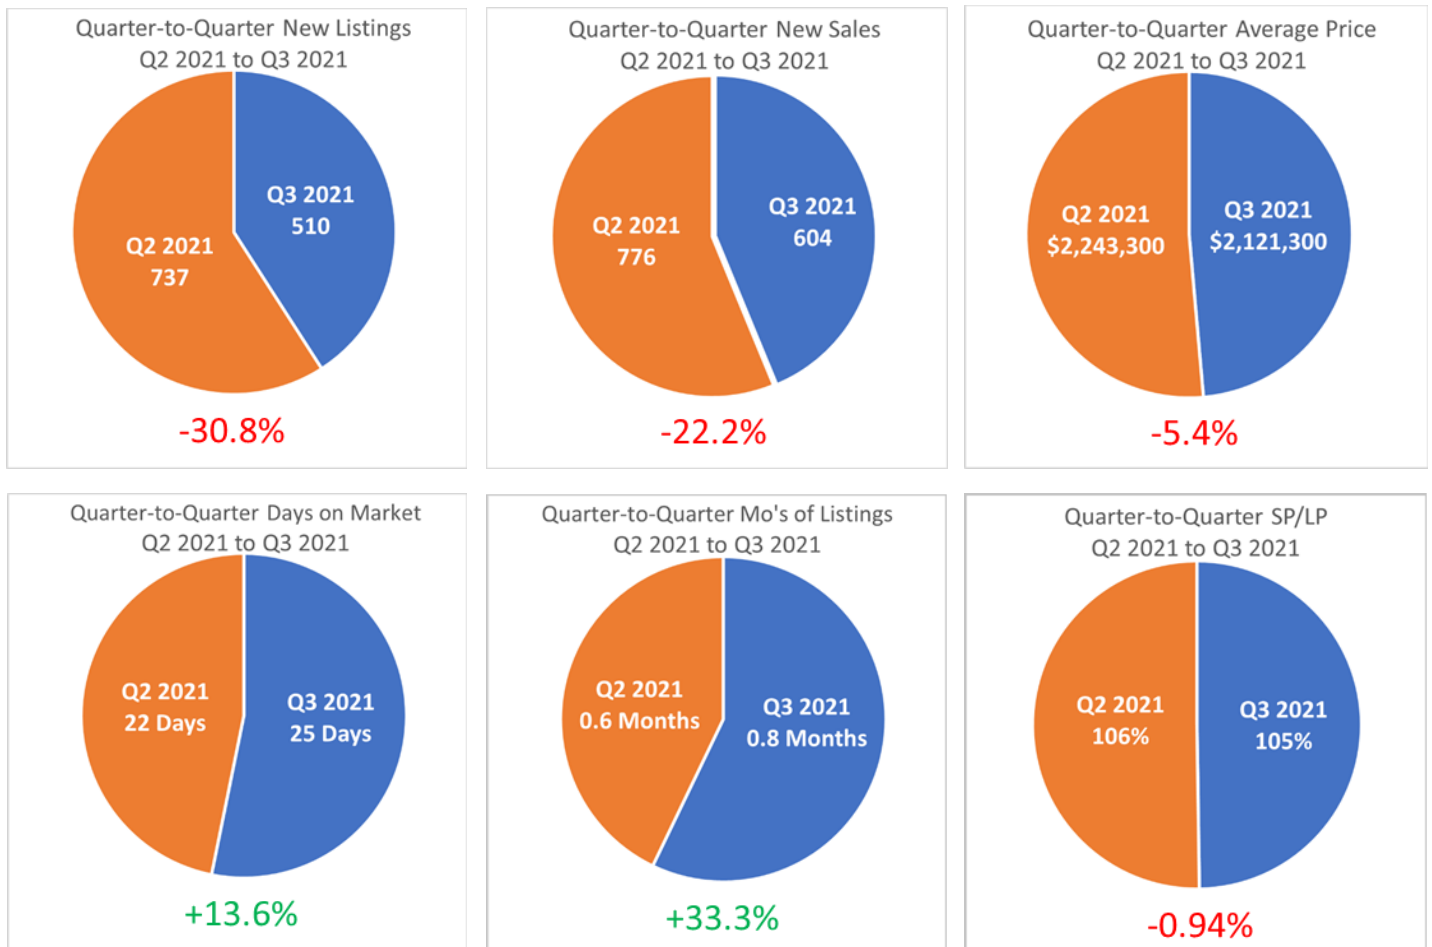 Quarter-to-Quarter New Listings
Q2 2021 to Q3 2021
Q3 2021
510
Q2 2021
737
-30.8%
Quarter-to-Quarter New Sales
Q2 2021 to Q3 2021
Q3 2021
604
Q2 2021
776
-22.2%
Quarter-to-Quarter Average Price
Q2 2021 to Q3 2021
Q2 2021
$2,243,300
Q3 2021
$2,121,300
-5.4%
Quarter-to-Quarter Days on Market
Q2 2021 to Q3 2021
Q2 2021
22 Days
Q3 2021
25 Days
+13.6%
Quarter-to-Quarter Mo's of Listings
Q2 2021 to Q3 2021
Q2 2021
0.6 Months
Q3 2021
0.8 Months
+33.3%
Quarter-to-Quarter SP/LP
Q2 2021 to Q3 2021
Q2 2021
106%
Q3 2021
105%
-0.94%